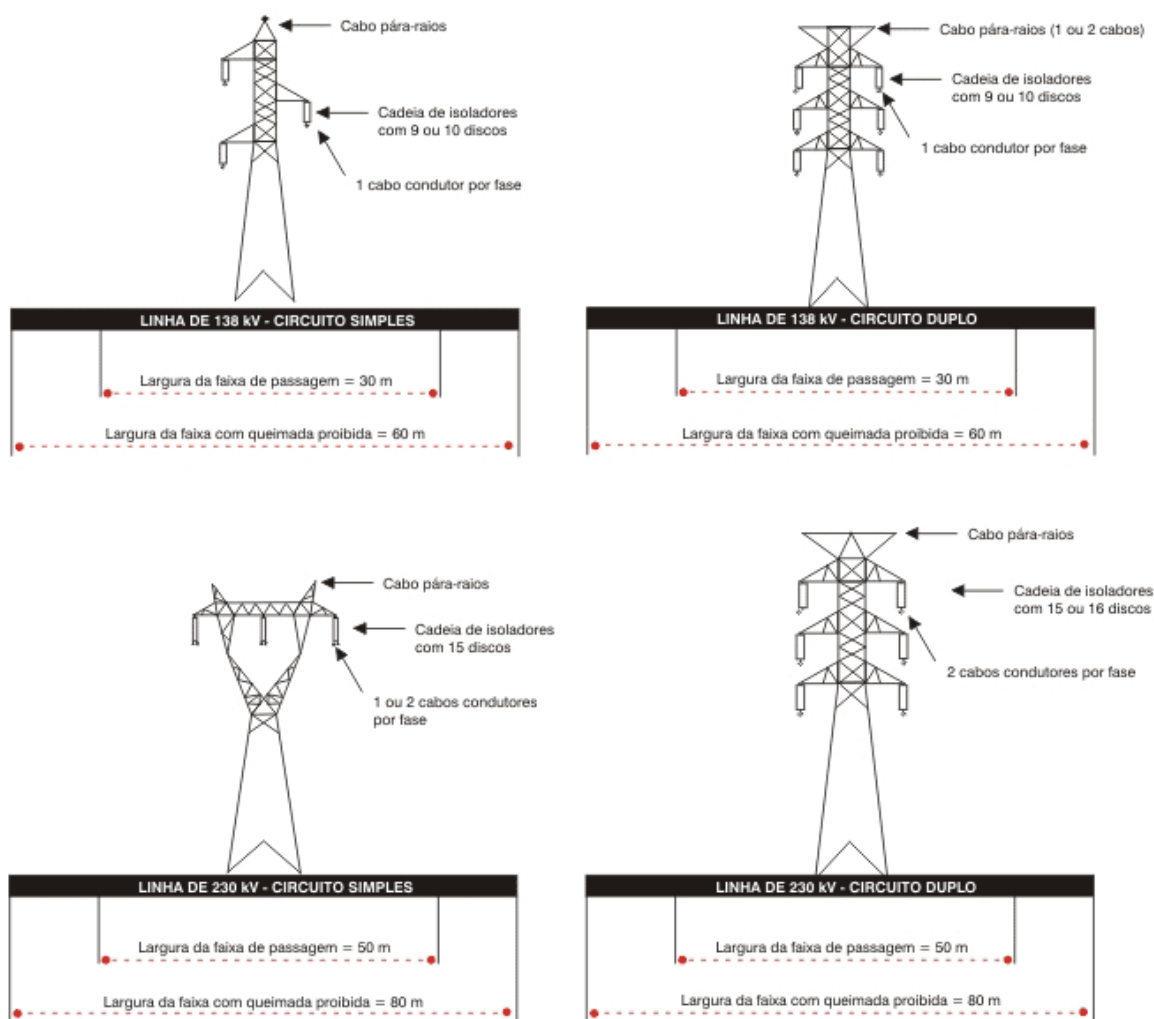 Cabo pára-raios
Cadeia de isoladores
com 9 ou 10 discos
1 cabo condutor por fase
LINHA DE 138 kV - CIRCUITO SIMPLES
Largura da faixa de passagem = 30 m
Largura da faixa com queimada proibida = 60 m
Cabo pára-raios (1 ou 2 cabos)
Cadeia de isoladores
com 9 ou 10 discos
1 cabo condutor por fase
LINHA DE 138 kV - CIRCUITO DUPLO
Largura da faixa de passagem = 30 m
Largura da faixa com queimada proibida = 60 m
Cabo pára-raios
Cadeia de isoladores
com 15 discos
1 ou 2 cabos condutores
por fase
LINHA DE 230 kV - CIRCUITO SIMPLES
Largura da faixa de passagem = 50 m
Largura da faixa com queimada proibida = 80 m
Cabo pára-raios
Cadeia de isoladores
com 15 ou 16 discos
2 cabos condutores por fase
LINHA DE 230 kV - CIRCUITO DUPLO
Largura da faixa de passagem = 50 m
Largura da faixa com queimada proibida = 80 m